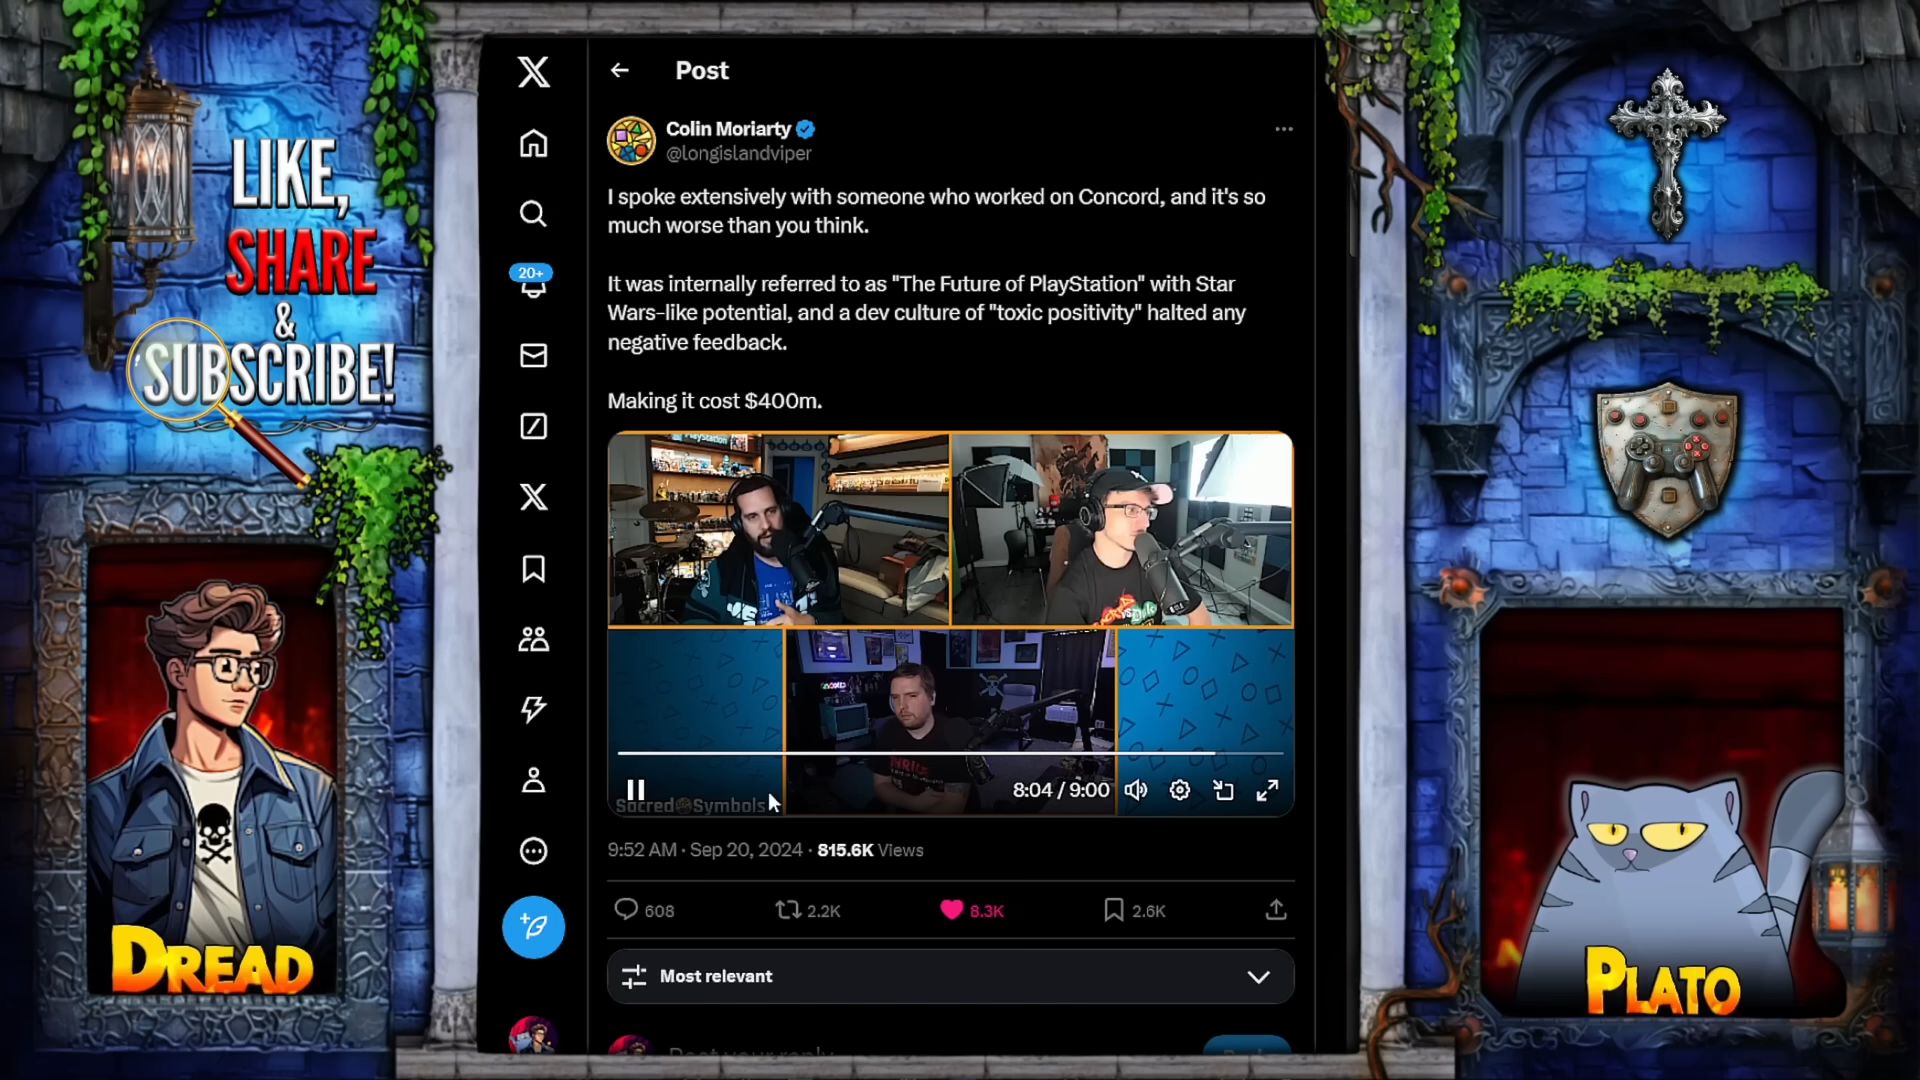 LIKE,
SHARE
&
SUBSCRIBE!
DREAD
20+
Post
Colin Moriarty
@longislandviper
I spoke extensively with someone who worked on Concord, and it's so
much worse than you think.
It was internally referred to as "The Future of PlayStation" with Star
Wars-like potential, and a dev culture of "toxic positivity" halted any
negative feedback.
Making it cost $400m.
PlayStation
Sacred Symbols
8:04 / 9:00
9:52 AM · Sep 20, 2024 · 815.6K Views
608
2.2K
8.3K
2.6K
Most relevant
Post your reply
PLATO